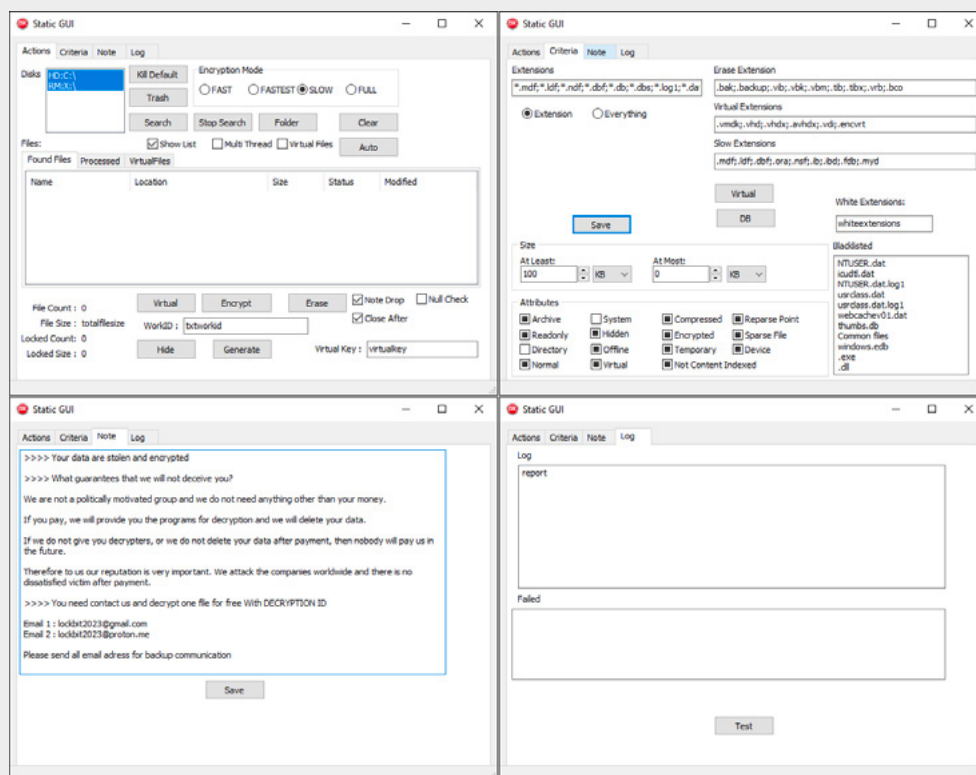 Static GUI
Actions Criteria Note Log
Disks
HD:C:\
RM:X:\
Kill Default
Trash
Encryption Mode
FAST FASTEST SLOW FULL
Search Stop Search Folder Clear
Files:
Show List Multi Thread Virtual Files Auto
Found Files Processed VirtualFiles
Name Location Size Status Modified
File Count : 0
File Size : totalfilesize
Locked Count: 0
Locked Size : 0
Virtual Encrypt Erase
Note Drop Null Check
Close After
WorkID : txtworkid
Hide Generate
Virtual Key : virtualkey
Static GUI
Actions Criteria Note Log
Extensions
*.mdf;*.ldf;*.ndf;*.dbf;*.db;*.dbs;*.log1;*.da
Extension Everything
Erase Extension
.bak;.backup;.vib;.vbk;.vbm;.tib;.tibx;.vrb;.bco
Virtual Extensions
.vmdk;.vhd;.vhdx;.avhdx;.vdi;.encvrt
Slow Extensions
.mdf;.ldf;.dbf;.ora;.nsf;.ib;.ibd;.fdb;.myd
Virtual
DB
Save
White Extensions:
whiteextensions
Size
At Least: At Most:
100 KB 0 KB
Attributes
Archive System Compressed Reparse Point
Readonly Hidden Encrypted Sparse File
Directory Offline Temporary Device
Normal Virtual Not Content Indexed
Blacklisted
NTUSER.dat
icudtl.dat
NTUSER.dat.log1
usrclass.dat
usrclass.dat.log1
webcachev01.dat
thumbs.db
Common files
windows.edb
.exe
.dll
Static GUI
Actions Criteria Note Log
>>>> Your data are stolen and encrypted
>>>> What guarantees that we will not deceive you?
We are not a politically motivated group and we do not need anything other than your money.
If you pay, we will provide you the programs for decryption and we will delete your data.
If we do not give you decrypters, or we do not delete your data after payment, then nobody will pay us in
the future.
Therefore to us our reputation is very important. We attack the companies worldwide and there is no
dissatisfied victim after payment.
>>>> You need contact us and decrypt one file for free With DECRYPTION ID
Email 1 : lockbit2023@gmail.com
Email 2 : lockbit2023@proton.me
Please send all email adress for backup communication
Save
Static GUI
Actions Criteria Note Log
Log
report
Failed
Test